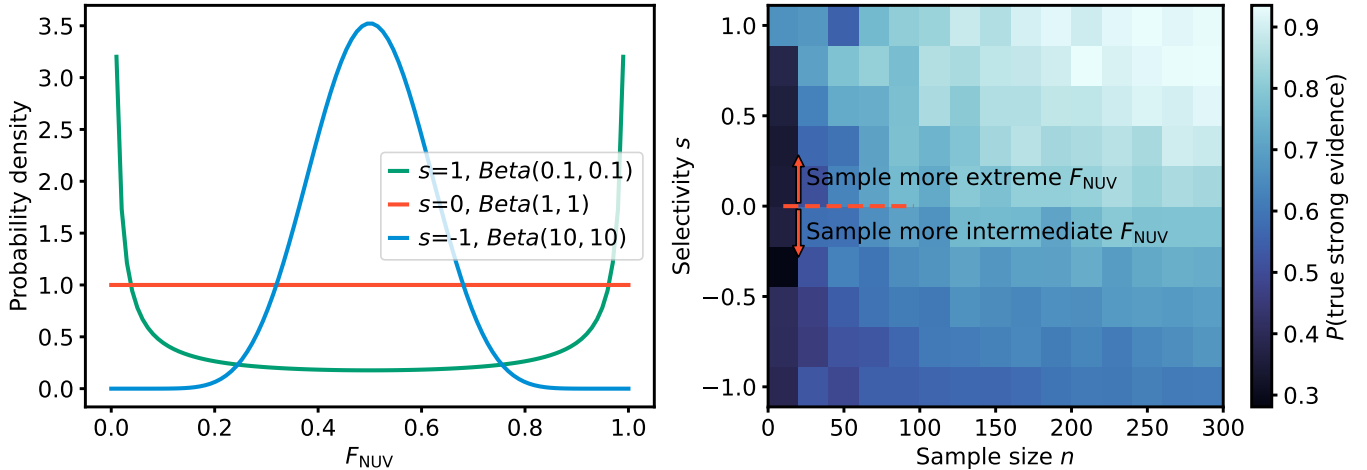 3.5
3.0
2.5
2.0
1.5
1.0
0.5
0.0
Probability density
0.0 0.2 0.4 0.6 0.8 1.0
F_NUV
s=1, Beta(0.1, 0.1)
s=0, Beta(1, 1)
s=-1, Beta(10, 10)
1.0
0.5
0.0
−0.5
−1.0
Selectivity s
Sample more extreme F_NUV
Sample more intermediate F_NUV
0 50 100 150 200 250 300
Sample size n
0.9
0.8
0.7
0.6
0.5
0.4
0.3
P(true strong evidence)